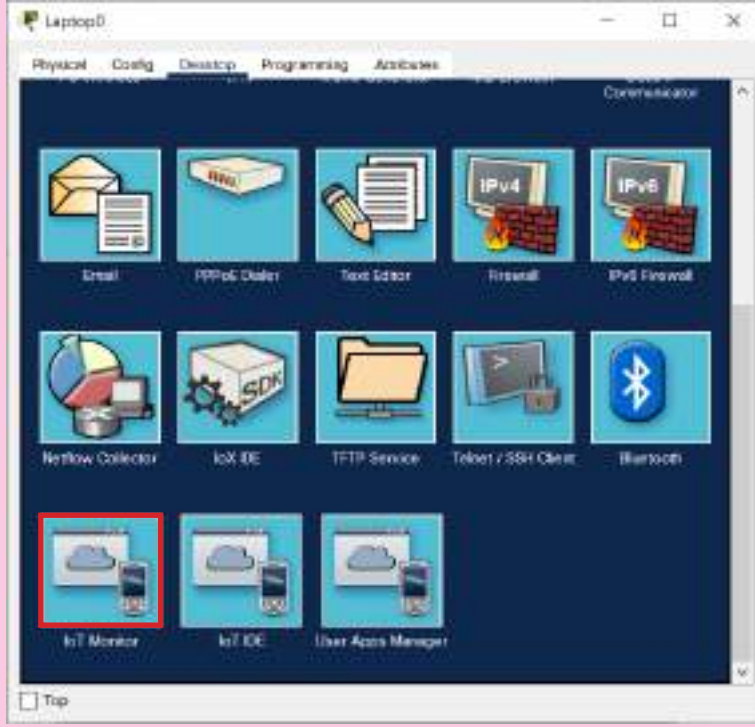 Laptop0
Physical Config Desktop Programming Attributes
Communicator
IPv4
IPv6
Email
PPPoE Dialer
Text Editor
Firewall
IPv6 Firewall
SDK
>
Netflow Collector
IoX IDE
TFTP Service
Telnet / SSH Client
Bluetooth
IoT Monitor
IoT IDE
User Apps Manager
Top